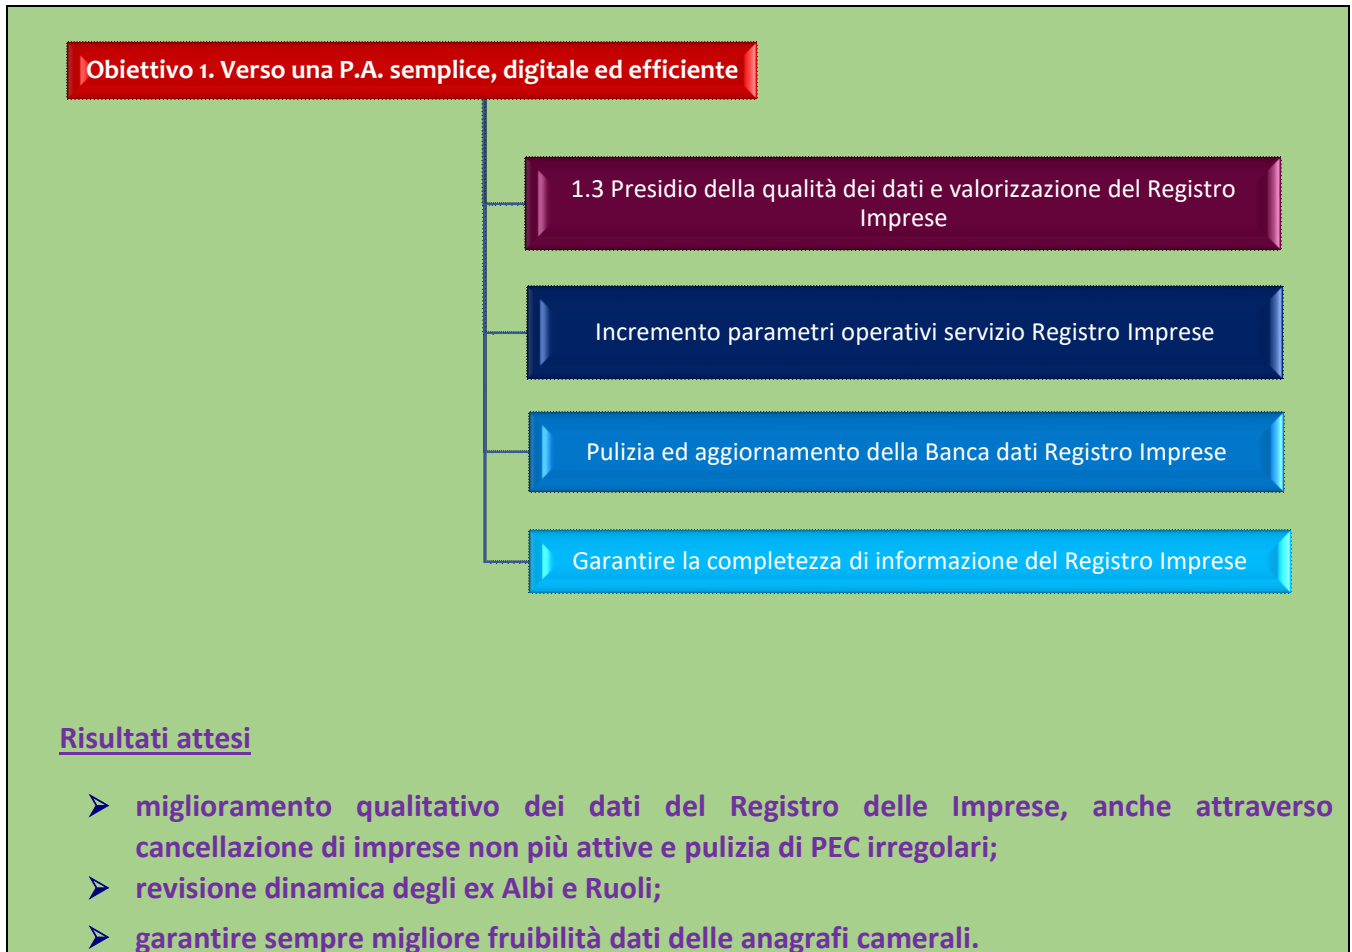 Obiettivo 1. Verso una P.A. semplice, digitale ed efficiente
1.3 Presidio della qualità dei dati e valorizzazione del Registro
Imprese
Incremento parametri operativi servizio Registro Imprese
Pulizia ed aggiornamento della Banca dati Registro Imprese
Garantire la completezza di informazione del Registro Imprese
Risultati attesi
➢ miglioramento qualitativo dei dati del Registro delle Imprese, anche attraverso
cancellazione di imprese non più attive e pulizia di PEC irregolari;
➢ revisione dinamica degli ex Albi e Ruoli;
➢ garantire sempre migliore fruibilità dati delle anagrafi camerali.